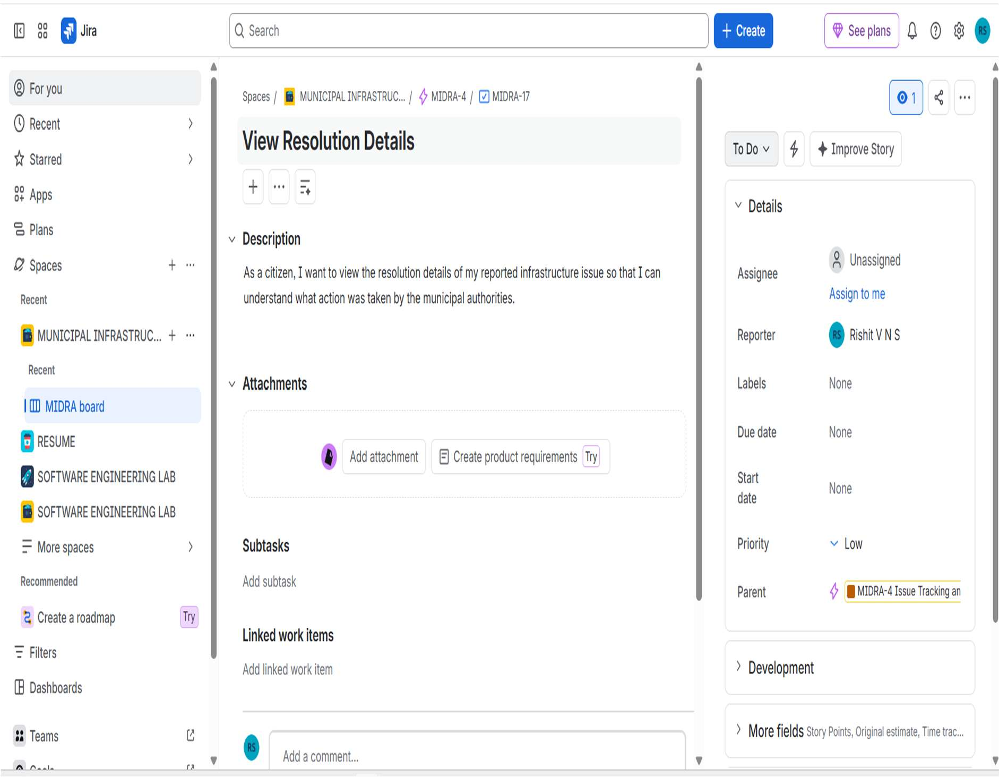 Jira
Search
+ Create
See plans
RS
For you
Recent
Starred
Apps
Plans
Spaces
Recent
MUNICIPAL INFRASTRUC...
Recent
MIDRA board
RESUME
SOFTWARE ENGINEERING LAB
SOFTWARE ENGINEERING LAB
More spaces
Recommended
Create a roadmap
Try
Filters
Dashboards
Teams
Goals
Spaces / MUNICIPAL INFRASTRUC... / MIDRA-4 / MIDRA-17
View Resolution Details
Description
As a citizen, I want to view the resolution details of my reported infrastructure issue so that I can
understand what action was taken by the municipal authorities.
Attachments
Add attachment
Create product requirements Try
Subtasks
Add subtask
Linked work items
Add linked work item
RS
Add a comment...
1
To Do
Improve Story
Details
Assignee
Unassigned
Assign to me
Reporter
RS Rishit V N S
Labels
None
Due date
None
Start
date
None
Priority
Low
Parent
MIDRA-4 Issue Tracking an
Development
More fields Story Points, Original estimate, Time trac...